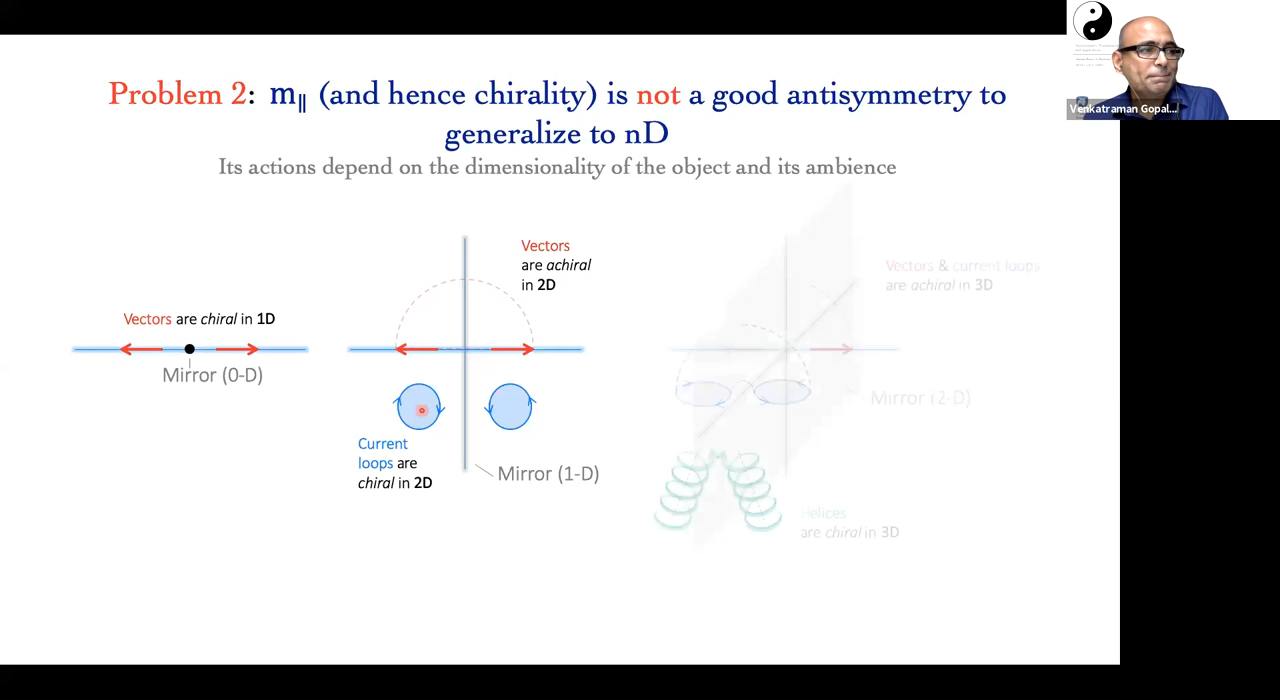 Problem 2: m∥ (and hence chirality) is not a good antisymmetry to
generalize to nD
Its actions depend on the dimensionality of the object and its ambience
Venkatraman Gopal...
Vectors are chiral in 1D
Mirror (0-D)
Vectors
are achiral
in 2D
Current
loops are
chiral in 2D
Mirror (1-D)
Vectors & current loops
are achiral in 3D
Mirror (2-D)
Helices
are chiral in 3D